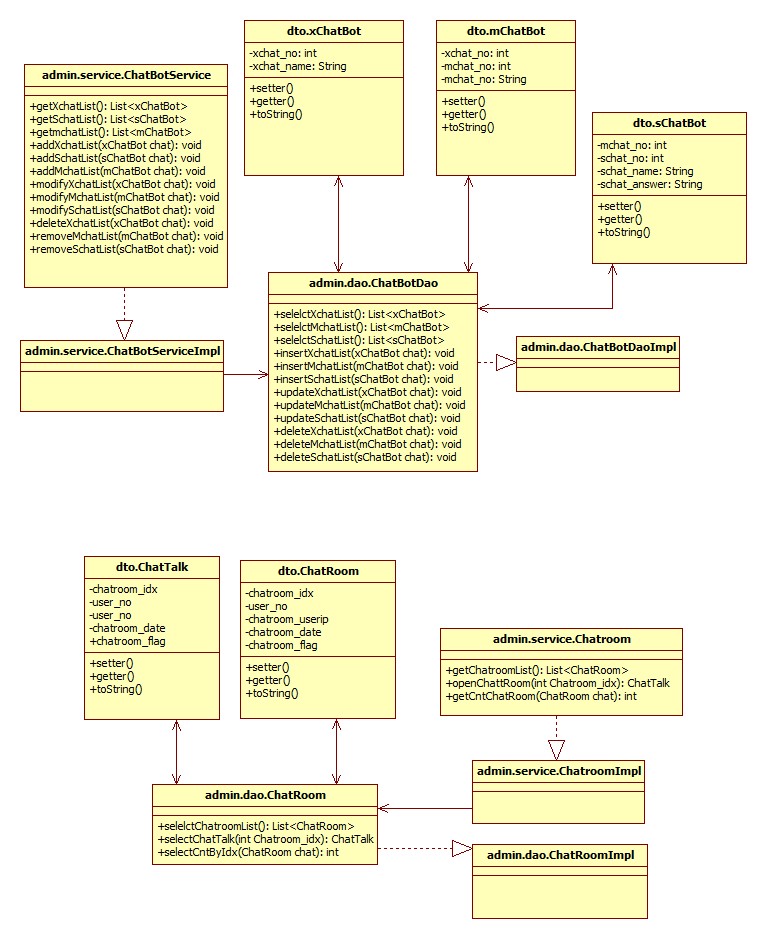 dto.xChatBot
-xchat_no: int
-xchat_name: String
+setter()
+getter()
+toString()
dto.mChatBot
-xchat_no: int
-mchat_no: int
-mchat_no: String
+setter()
+getter()
+toString()
admin.service.ChatBotService
+getXchatList(): List<xChatBot>
+getSchatList(): List<sChatBot>
+getmchatList(): List<mChatBot>
+addXchatList(xChatBot chat): void
+addSchatList(sChatBot chat): void
+addMchatList(mChatBot chat): void
+modifyXchatList(xChatBot chat): void
+modifyMchatList(mChatBot chat): void
+modifySchatList(sChatBot chat): void
+deleteXchatList(xChatBot chat): void
+removeMchatList(mChatBot chat): void
+removeSchatList(sChatBot chat): void
dto.sChatBot
-mchat_no: int
-schat_no: int
-schat_name: String
-schat_answer: String
+setter()
+getter()
+toString()
admin.service.ChatBotServiceImpl
admin.dao.ChatBotDao
+selelctXchatList(): List<xChatBot>
+selelctMchatList(): List<mChatBot>
+selelctSchatList(): List<sChatBot>
+insertXchatList(xChatBot chat): void
+insertMchatList(mChatBot chat): void
+insertSchatList(sChatBot chat): void
+updateXchatList(xChatBot chat): void
+updateMchatList(mChatBot chat): void
+updateSchatList(sChatBot chat): void
+deleteXchatList(xChatBot chat): void
+deleteMchatList(mChatBot chat): void
+deleteSchatList(sChatBot chat): void
admin.dao.ChatBotDaoImpl
dto.ChatTalk
-chatroom_idx
-user_no
-user_no
-chatroom_date
+chatroom_flag
+setter()
+getter()
+toString()
dto.ChatRoom
-chatroom_idx
-user_no
-chatroom_userip
-chatroom_date
-chatroom_flag
+setter()
+getter()
+toString()
admin.service.Chatroom
+getChatroomList(): List<ChatRoom>
+openChattRoom(int Chatroom_idx): ChatTalk
+getCntChatRoom(ChatRoom chat): int
admin.service.ChatroomImpl
admin.dao.ChatRoom
+selelctChatroomList(): List<ChatRoom>
+selectChatTalk(int Chatroom_idx): ChatTalk
+selectCntByIdx(ChatRoom chat): int
admin.dao.ChatRoomImpl